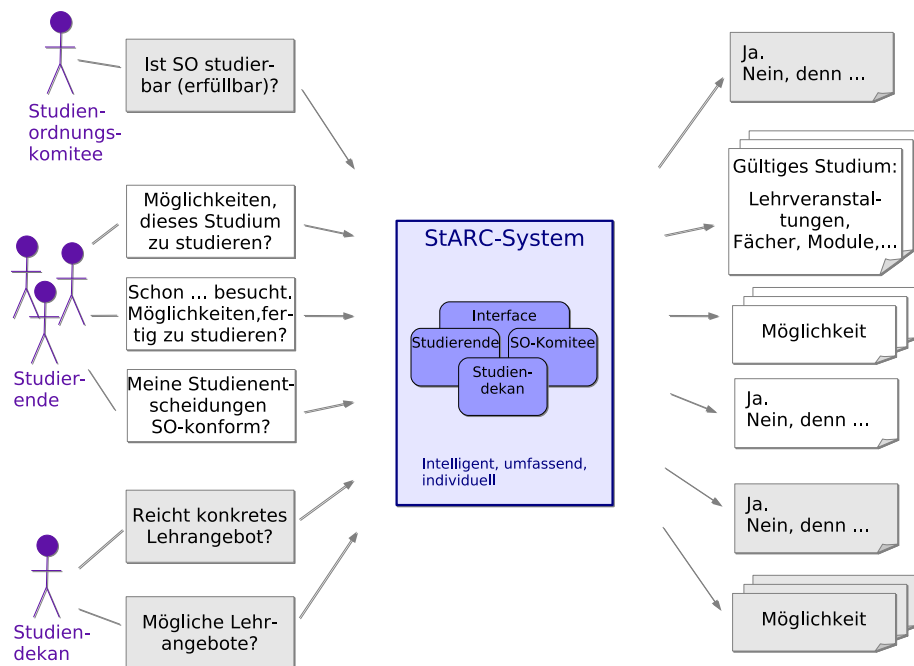 Studien-
ordnungs-
komitee
Ist SO studier-
bar (erfüllbar)?
Möglichkeiten,
dieses Studium
zu studieren?
Schon ... besucht.
Möglichkeiten,fer-
tig zu studieren?
Studier-
ende
Meine Studienent-
scheidungen
SO-konform?
Reicht konkretes
Lehrangebot?
Studien-
dekan
Mögliche Lehr-
angebote?
StARC-System
Interface
Studierende
SO-Komitee
Studien-
dekan
Intelligent, umfassend,
individuell
Ja.
Nein, denn ...
Gültiges Studium:
Lehrveranstal-
tungen,
Fächer, Module,...
Möglichkeit
Ja.
Nein, denn ...
Ja.
Nein, denn ...
Möglichkeit